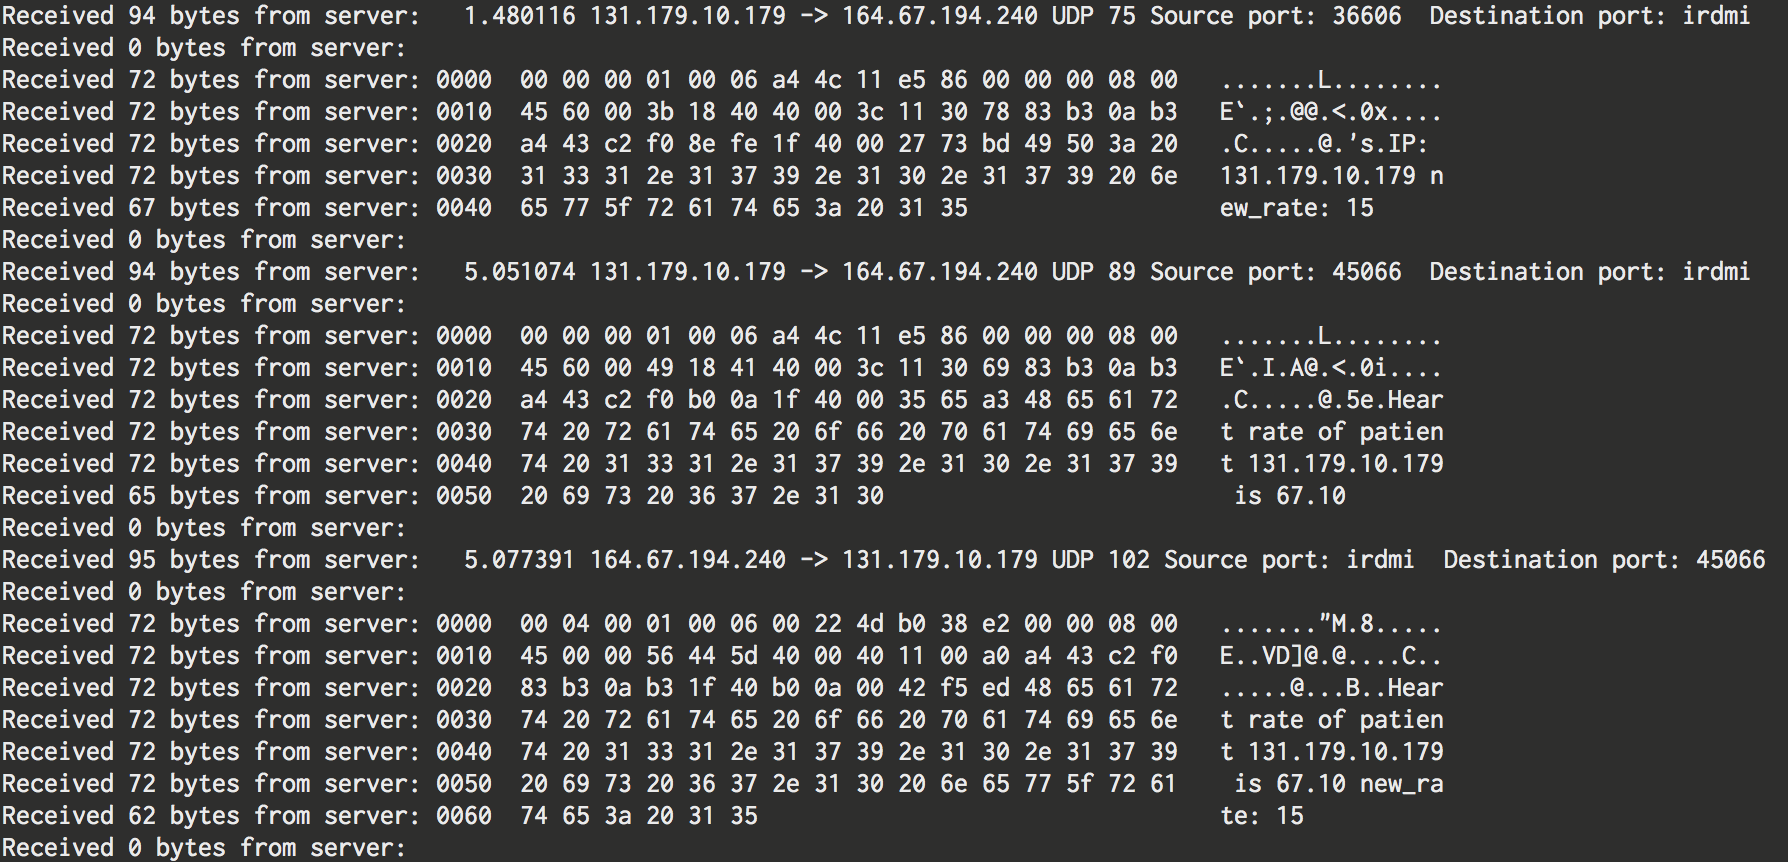 Received 94 bytes from server:   1.480116 131.179.10.179 -> 164.67.194.240 UDP 75 Source port: 36606  Destination port: irdmi
Received 0 bytes from server:
Received 72 bytes from server: 0000  00 00 00 01 00 06 a4 4c 11 e5 86 00 00 00 08 00   .......L........
Received 72 bytes from server: 0010  45 60 00 3b 18 40 40 00 3c 11 30 78 83 b3 0a b3   E`.;.@@.<.0x....
Received 72 bytes from server: 0020  a4 43 c2 f0 8e fe 1f 40 00 27 73 bd 49 50 3a 20   .C.....@.'s.IP:
Received 72 bytes from server: 0030  31 33 31 2e 31 37 39 2e 31 30 2e 31 37 39 20 6e   131.179.10.179 n
Received 67 bytes from server: 0040  65 77 5f 72 61 74 65 3a 20 31 35                  ew_rate: 15
Received 0 bytes from server:
Received 94 bytes from server:   5.051074 131.179.10.179 -> 164.67.194.240 UDP 89 Source port: 45066  Destination port: irdmi
Received 0 bytes from server:
Received 72 bytes from server: 0000  00 00 00 01 00 06 a4 4c 11 e5 86 00 00 00 08 00   .......L........
Received 72 bytes from server: 0010  45 60 00 49 18 41 40 00 3c 11 30 69 83 b3 0a b3   E`.I.A@.<.0i....
Received 72 bytes from server: 0020  a4 43 c2 f0 b0 0a 1f 40 00 35 65 a3 48 65 61 72   .C.....@.5e.Hear
Received 72 bytes from server: 0030  74 20 72 61 74 65 20 6f 66 20 70 61 74 69 65 6e   t rate of patien
Received 72 bytes from server: 0040  74 20 31 33 31 2e 31 37 39 2e 31 30 2e 31 37 39   t 131.179.10.179
Received 65 bytes from server: 0050  20 69 73 20 36 37 2e 31 30                         is 67.10
Received 0 bytes from server:
Received 95 bytes from server:   5.077391 164.67.194.240 -> 131.179.10.179 UDP 102 Source port: irdmi  Destination port: 45066
Received 0 bytes from server:
Received 72 bytes from server: 0000  00 04 00 01 00 06 00 22 4d b0 38 e2 00 00 08 00   ......."M.8.....
Received 72 bytes from server: 0010  45 00 00 56 44 5d 40 00 40 11 00 a0 a4 43 c2 f0   E..VD]@.@....C..
Received 72 bytes from server: 0020  83 b3 0a b3 1f 40 b0 0a 00 42 f5 ed 48 65 61 72   .....@...B..Hear
Received 72 bytes from server: 0030  74 20 72 61 74 65 20 6f 66 20 70 61 74 69 65 6e   t rate of patien
Received 72 bytes from server: 0040  74 20 31 33 31 2e 31 37 39 2e 31 30 2e 31 37 39   t 131.179.10.179
Received 72 bytes from server: 0050  20 69 73 20 36 37 2e 31 30 20 6e 65 77 5f 72 61    is 67.10 new_ra
Received 62 bytes from server: 0060  74 65 3a 20 31 35                                 te: 15
Received 0 bytes from server: